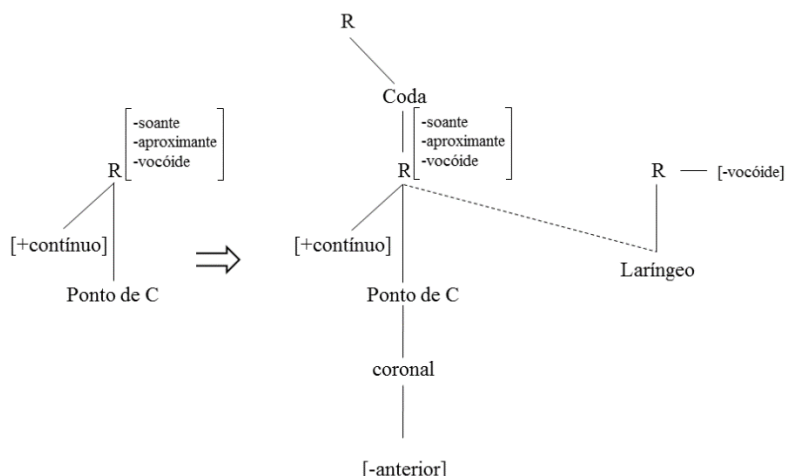 R
Coda
-soante
-aproximante
-vocóide
R
[+contínuo]
Ponto de C
-soante
-aproximante
-vocóide
R
[+contínuo]
Ponto de C
coronal
[-anterior]
R
[-vocóide]
Laríngeo